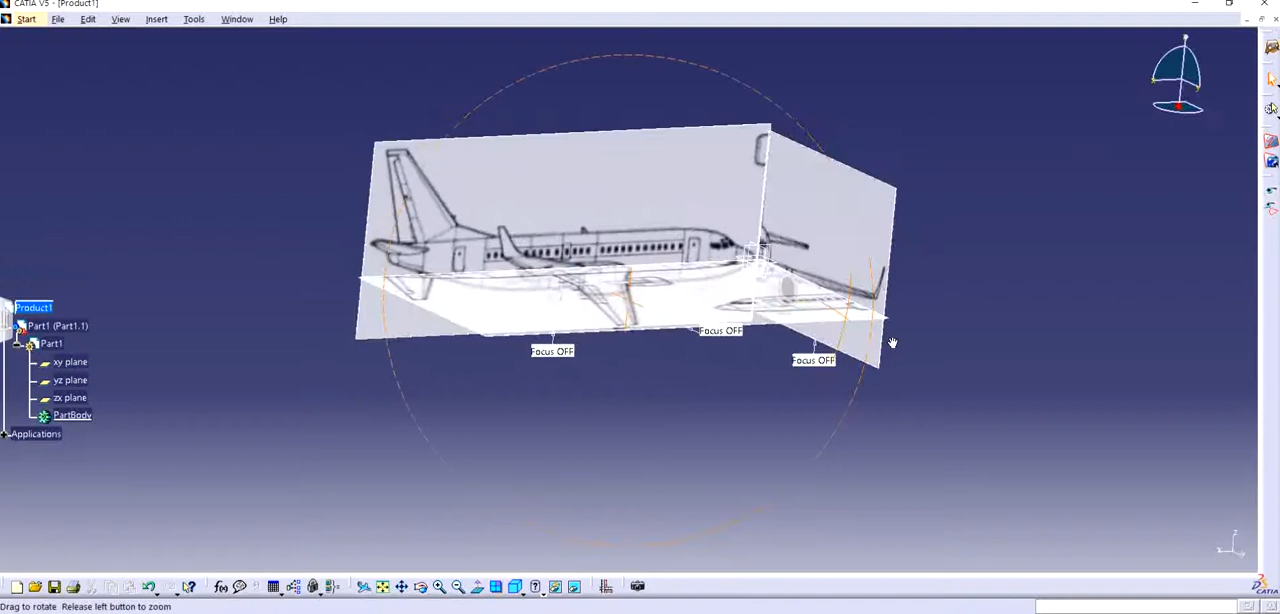 CATIA V5 - [Product1]
Start File Edit View Insert Tools Window Help
Focus OFF
Focus OFF
Focus OFF
Product1
Part1 (Part1.1)
Part1
xy plane
yz plane
zx plane
PartBody
Applications
z
x
f(x)
Drag to rotate Release left button to zoom
CATIA